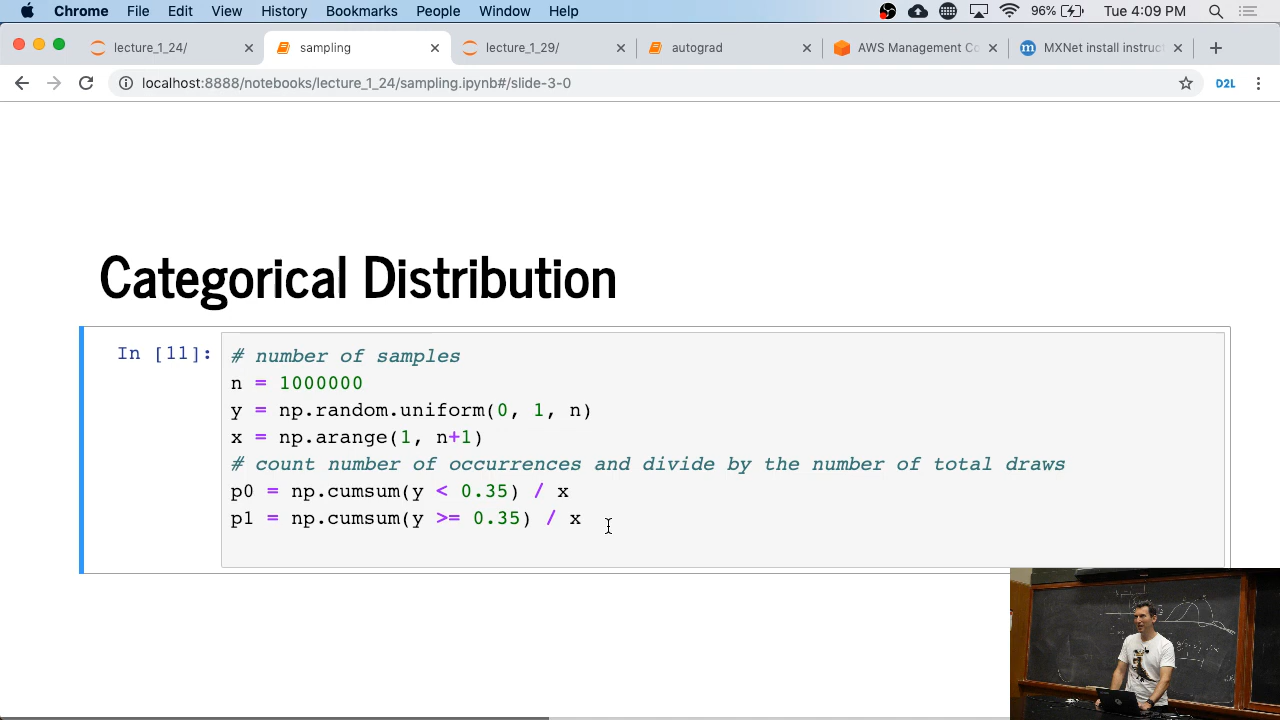 Chrome File Edit View History Bookmarks People Window Help 96% Tue 4:09 PM
lecture_1_24/ sampling lecture_1_29/ autograd AWS Management Co MXNet install instruct
localhost:8888/notebooks/lecture_1_24/sampling.ipynb#/slide-3-0 D2L
Categorical Distribution
In [11]:
# number of samples
n = 1000000
y = np.random.uniform(0, 1, n)
x = np.arange(1, n+1)
# count number of occurrences and divide by the number of total draws
p0 = np.cumsum(y < 0.35) / x
p1 = np.cumsum(y >= 0.35) / x